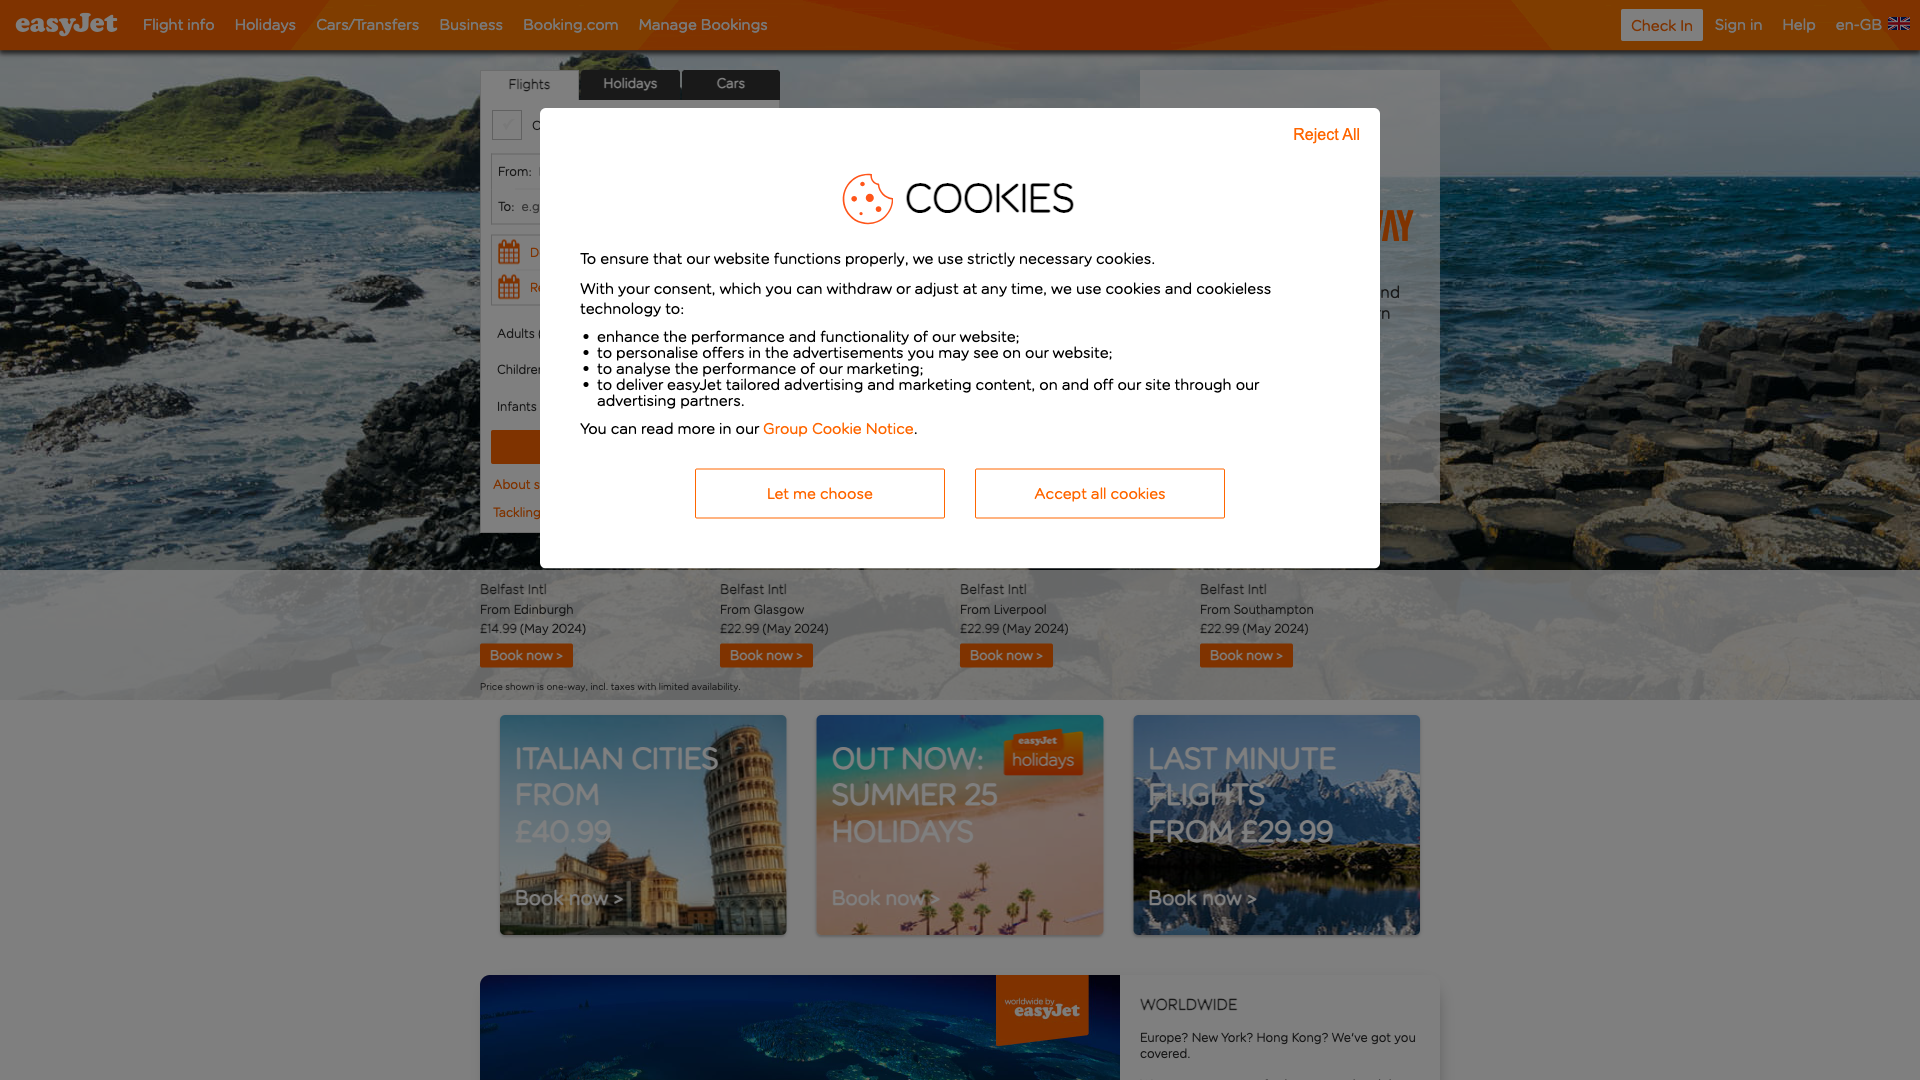 easyJet Flight info Holidays Cars/Transfers Business Booking.com Manage Bookings Check In Sign in Help en-GB
Flights Holidays Cars
From:
To: e.g
Adults
Children
Infants
About
Tackling
Reject All
COOKIES
To ensure that our website functions properly, we use strictly necessary cookies.
With your consent, which you can withdraw or adjust at any time, we use cookies and cookieless
technology to:
• enhance the performance and functionality of our website;
• to personalise offers in the advertisements you may see on our website;
• to analyse the performance of our marketing;
• to deliver easyJet tailored advertising and marketing content, on and off our site through our
advertising partners.
You can read more in our Group Cookie Notice.
Let me choose Accept all cookies
Belfast Intl
From Edinburgh
£14.99 (May 2024)
Book now >
Belfast Intl
From Glasgow
£22.99 (May 2024)
Book now >
Belfast Intl
From Liverpool
£22.99 (May 2024)
Book now >
Belfast Intl
From Southampton
£22.99 (May 2024)
Book now >
Price shown is one-way, incl. taxes with limited availability.
ITALIAN CITIES
FROM
£40.99
Book now >
OUT NOW:
SUMMER 25
HOLIDAYS
easyJet
holidays
Book now >
LAST MINUTE
FLIGHTS
FROM £29.99
Book now >
worldwide by
easyJet
WORLDWIDE
Europe? New York? Hong Kong? We've got you
covered.